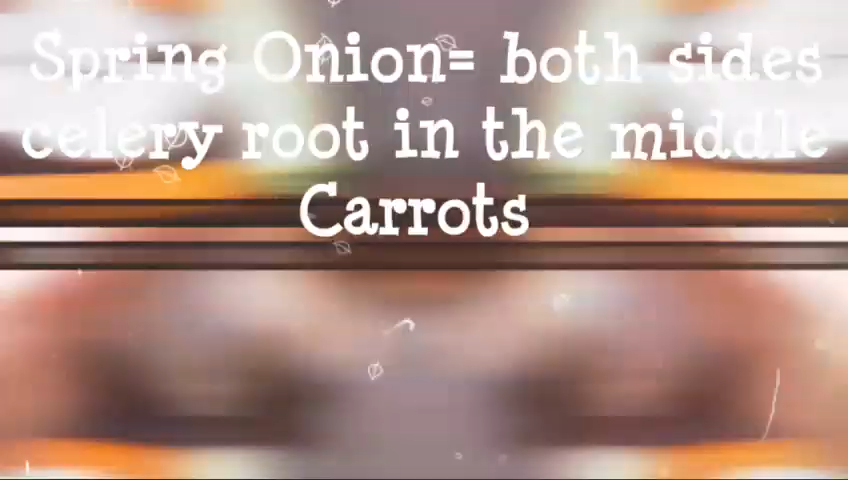 Spring Onion= both sides
celery root in the middle
Carrots